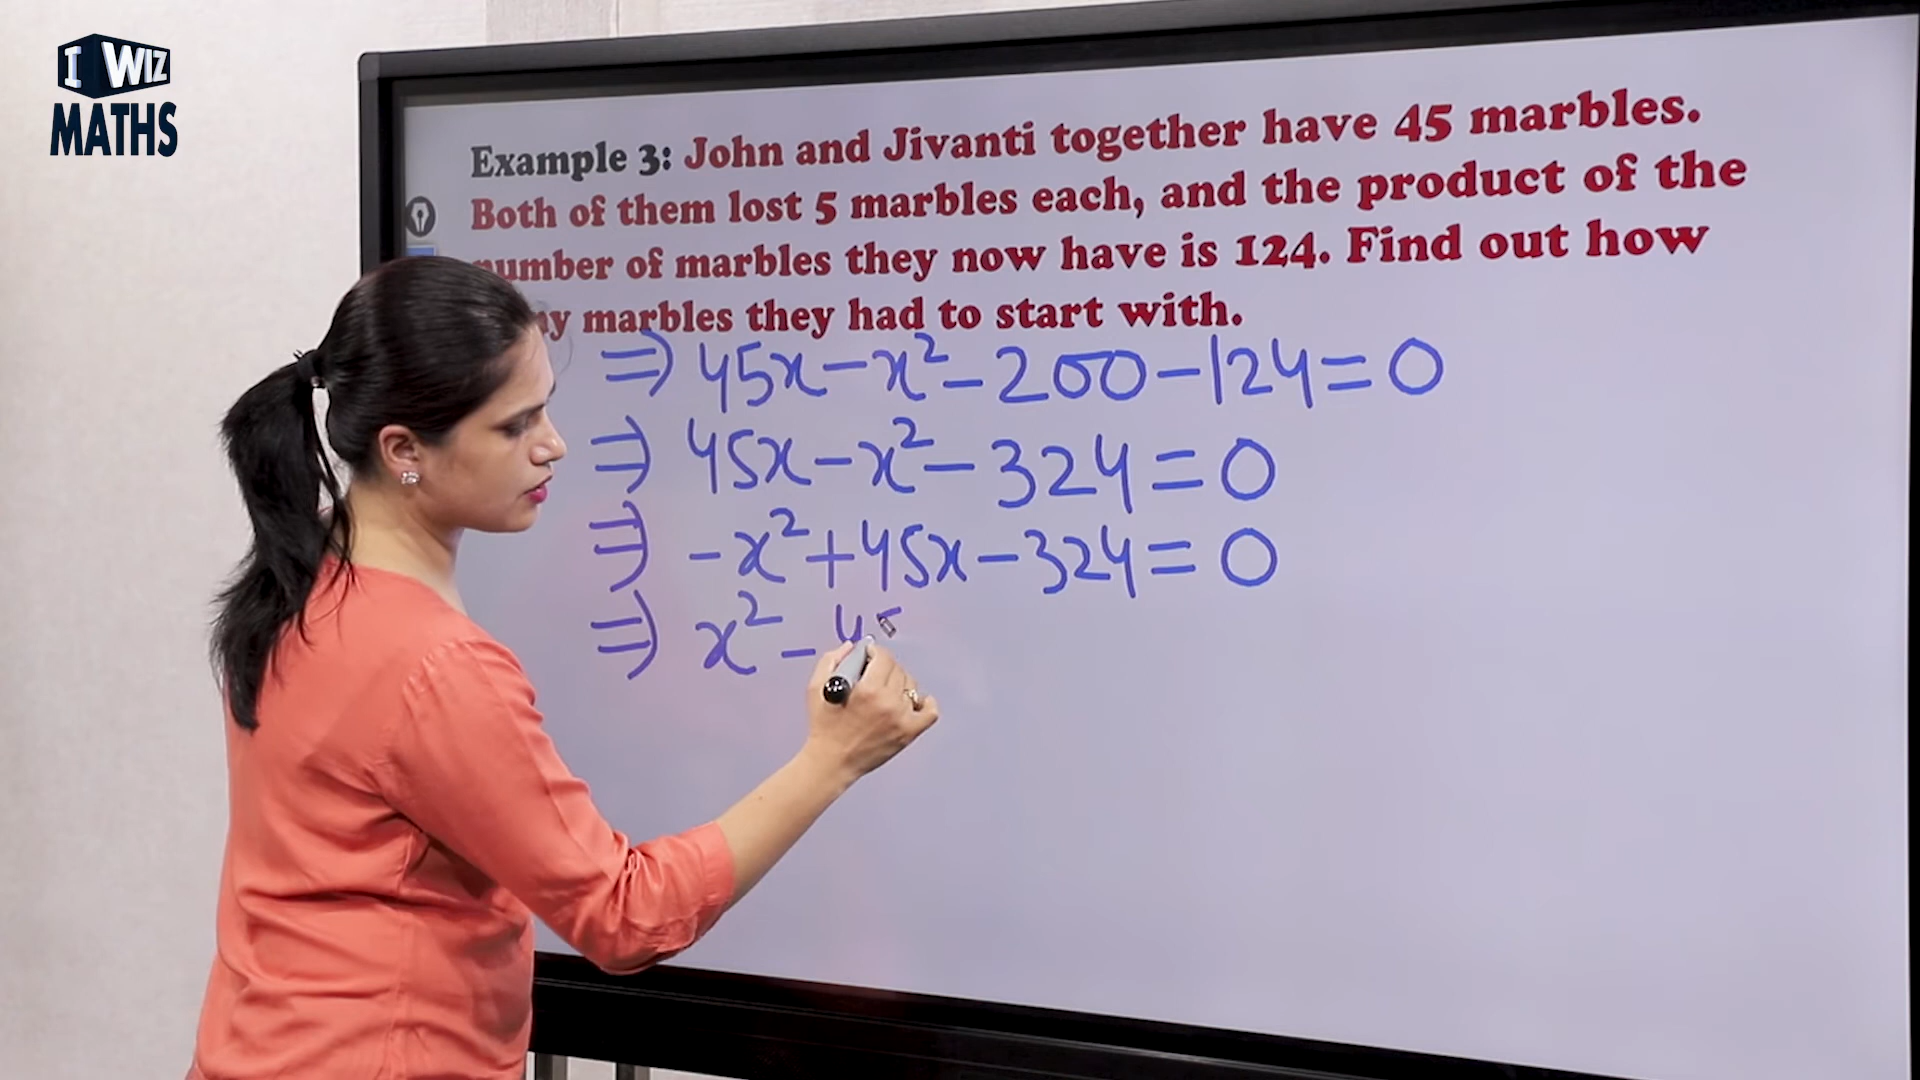 I WIZ
MATHS
Example 3: John and Jivanti together have 45 marbles.
Both of them lost 5 marbles each, and the product of the
number of marbles they now have is 124. Find out how
marbles they had to start with.
⇒ 45x - x² - 200 - 124 = 0
⇒ 45x - x² - 324 = 0
⇒ -x² + 45x - 324 = 0
⇒ x² - 45